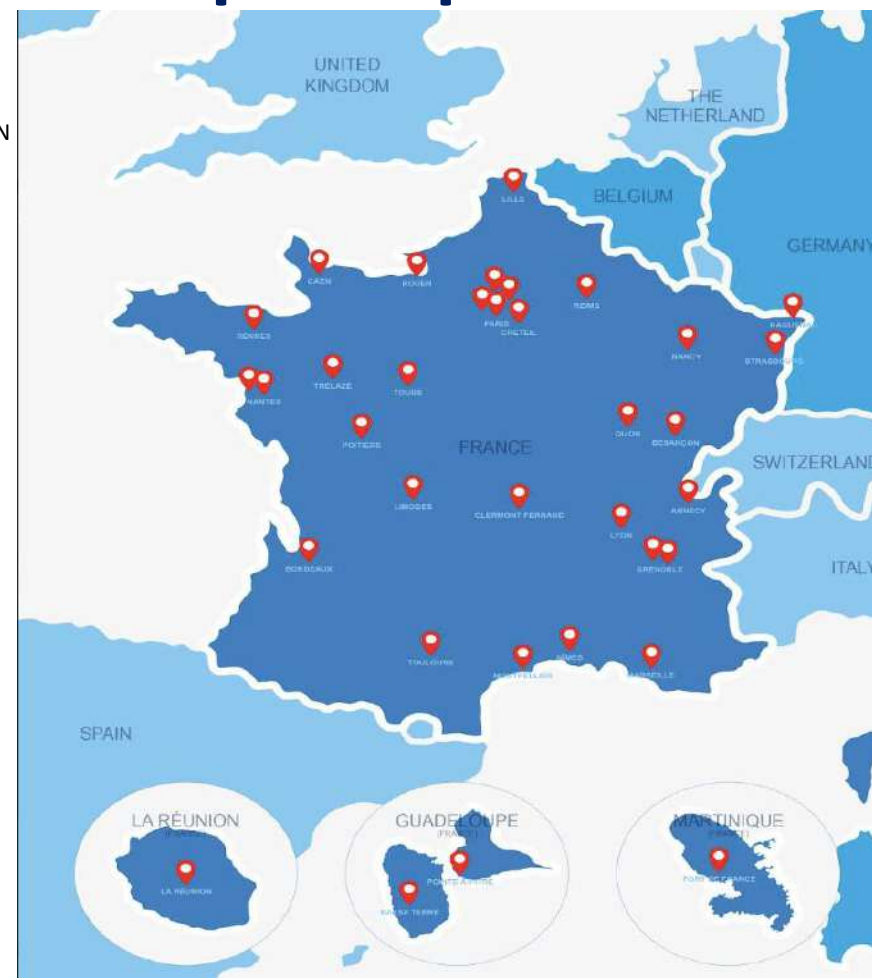 N
UNITED
KINGDOM
THE
NETHERLAND
BELGIUM
GERMANY
LILLE
CAEN
ROUEN
REIMS
PARIS
CRETEIL
RENNES
NANCY
STRASBOURG
NANTES
TRELAZE
TOURS
DIJON
BESANÇON
POITIERS
FRANCE
SWITZERLAND
LIMOGES
CLERMONT FERRAND
ANNECY
LYON
GRENOBLE
BORDEAUX
ITALY
TOULOUSE
MONTPELLIER
NÎMES
MARSEILLE
SPAIN
LA RÉUNION
(FRANCE)
LA RÉUNION
GUADELOUPE
(FRANCE)
POINTE A PITRE
BASSE TERRE
MARTINIQUE
(FRANCE)
FORT DE FRANCE